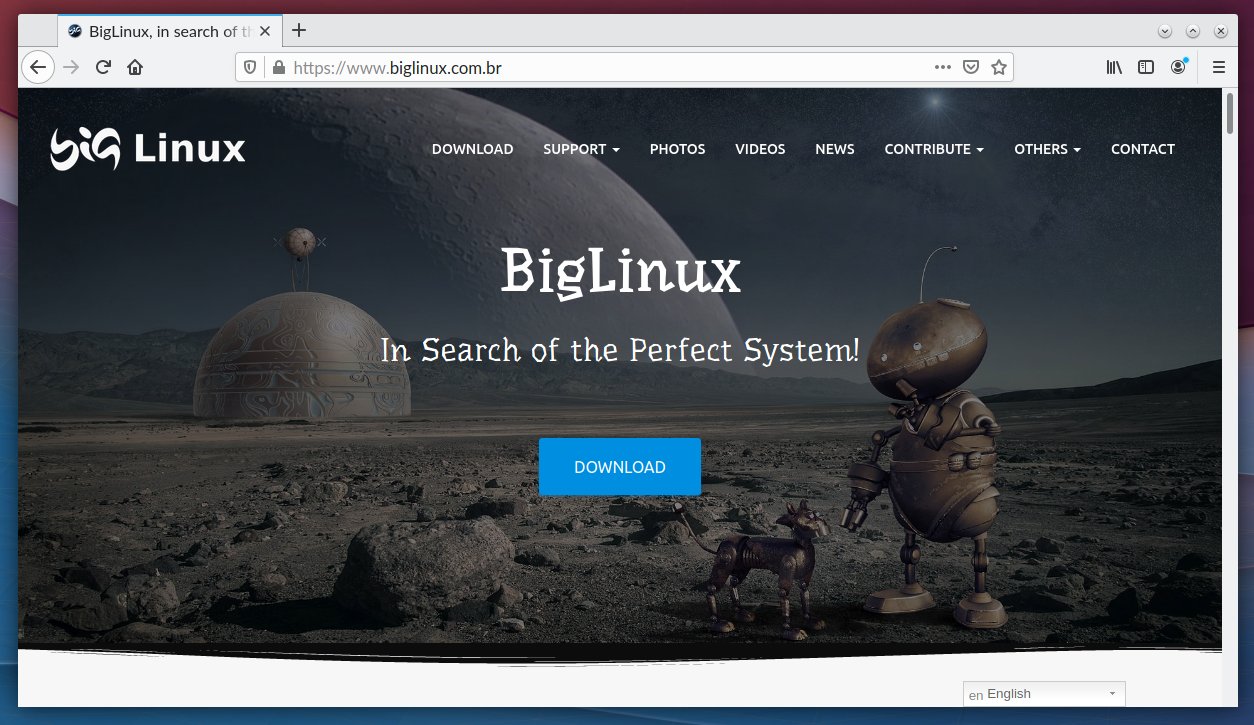 BigLinux, in search of th
https://www.biglinux.com.br
big Linux
DOWNLOAD SUPPORT PHOTOS VIDEOS NEWS CONTRIBUTE OTHERS CONTACT
BigLinux
In Search of the Perfect System!
DOWNLOAD
en English